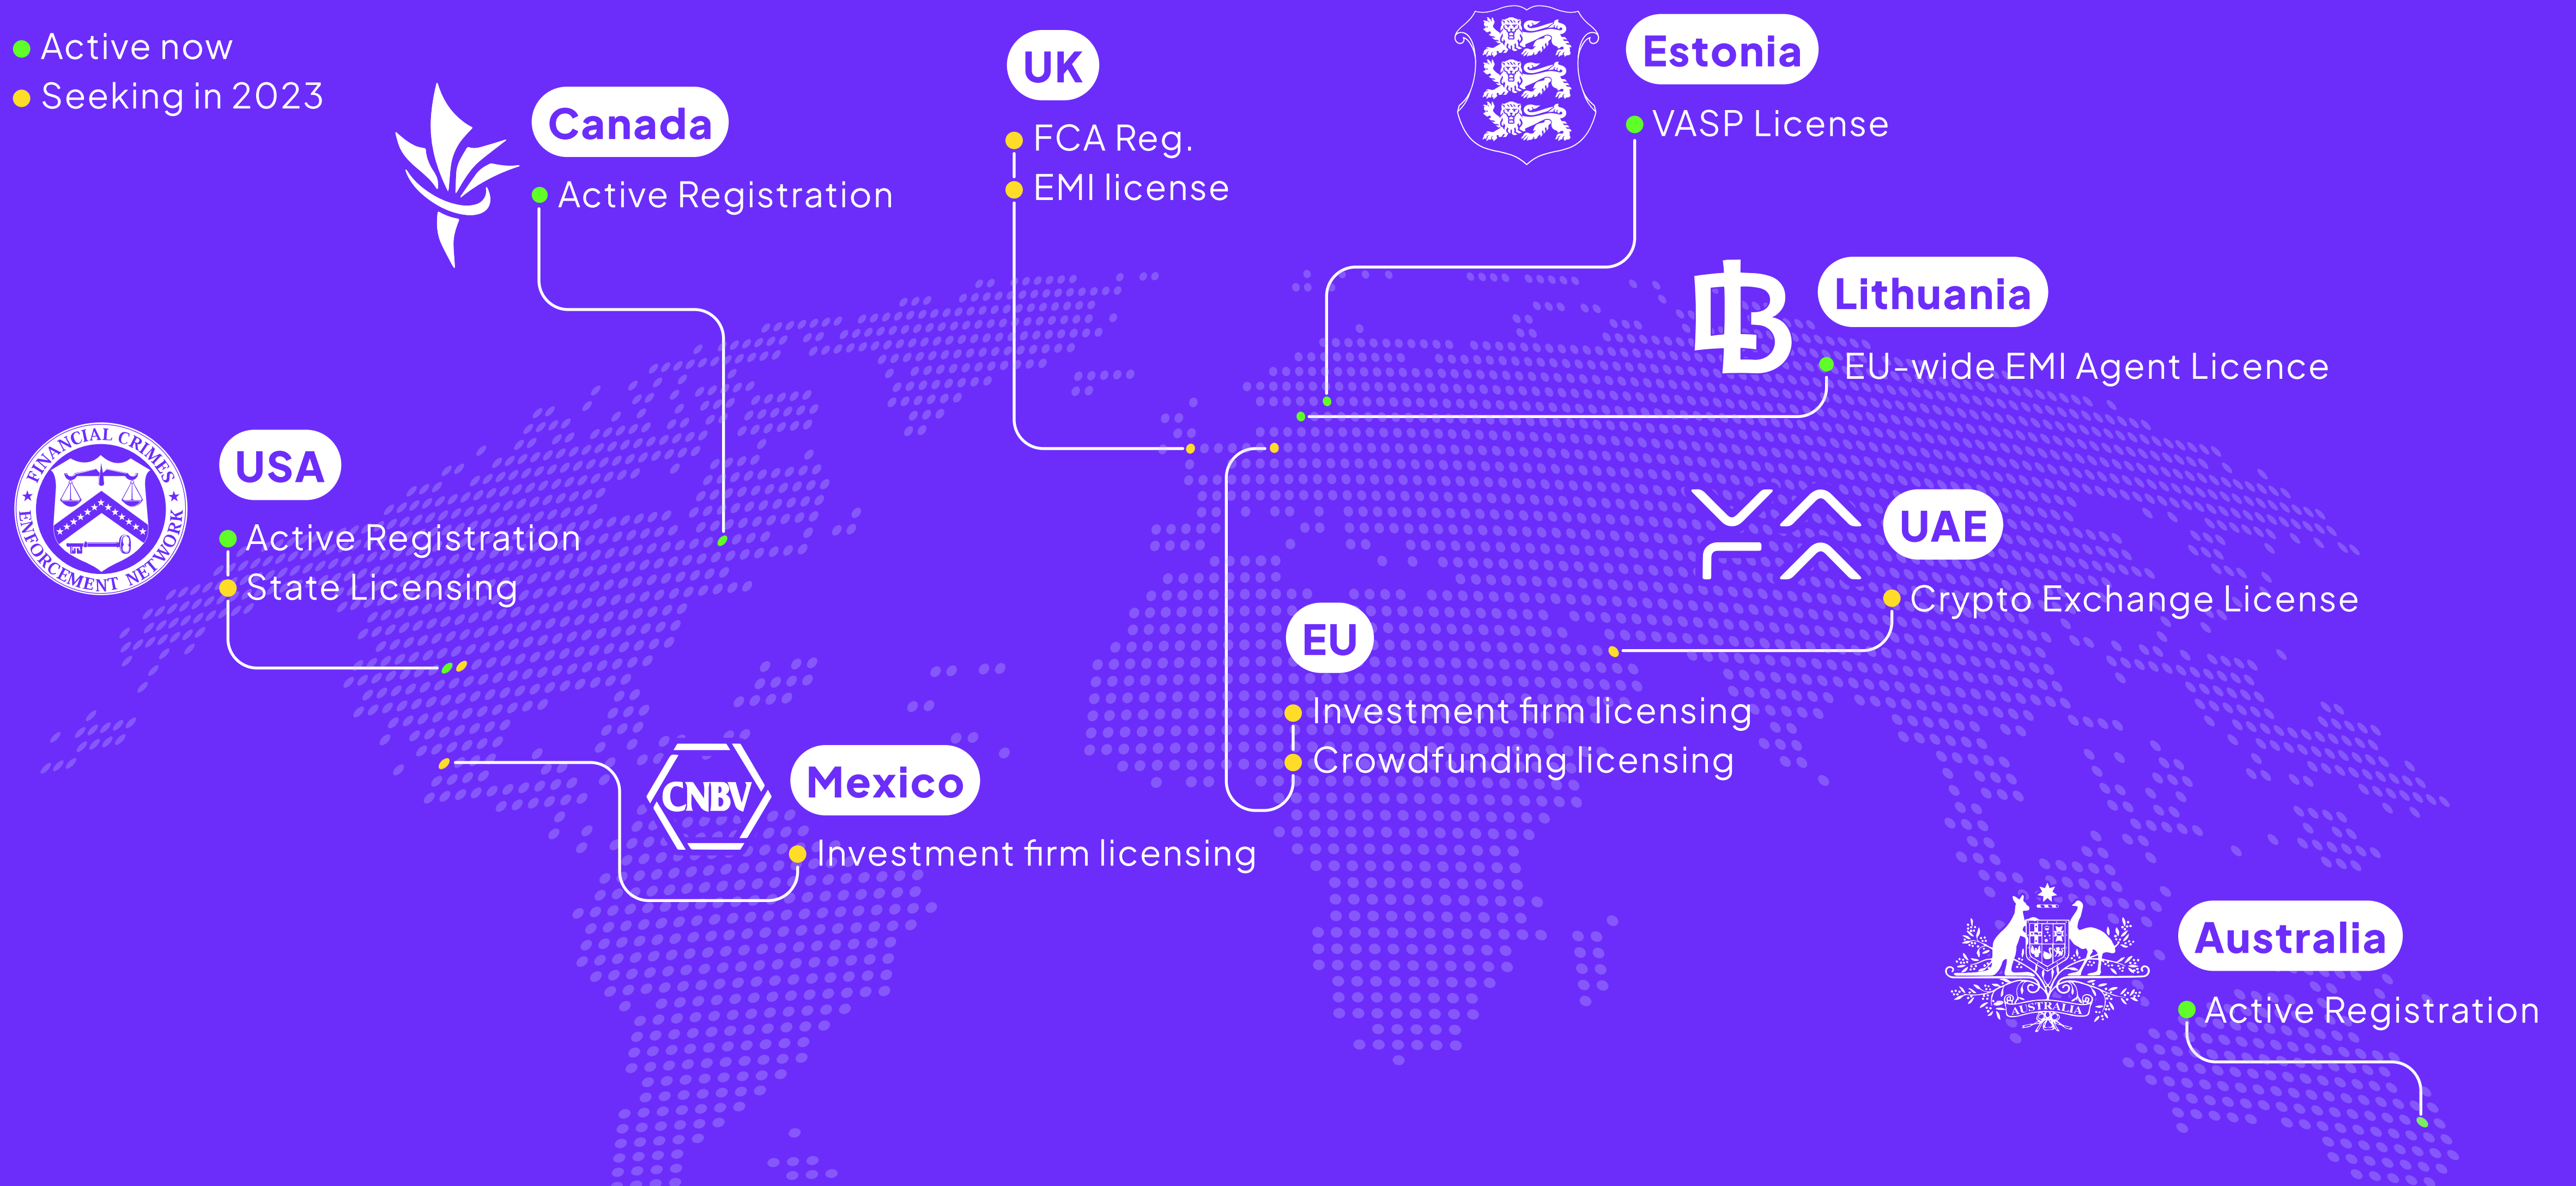 Active now
Seeking in 2023
Canada
Active Registration
UK
FCA Reg.
EMI license
Estonia
VASP License
Lithuania
EU-wide EMI Agent Licence
FINANCIAL CRIMES
ENFORCEMENT NETWORK
USA
Active Registration
State Licensing
UAE
Crypto Exchange License
EU
Investment firm licensing
Crowdfunding licensing
CNBV
Mexico
Investment firm licensing
AUSTRALIA
Australia
Active Registration